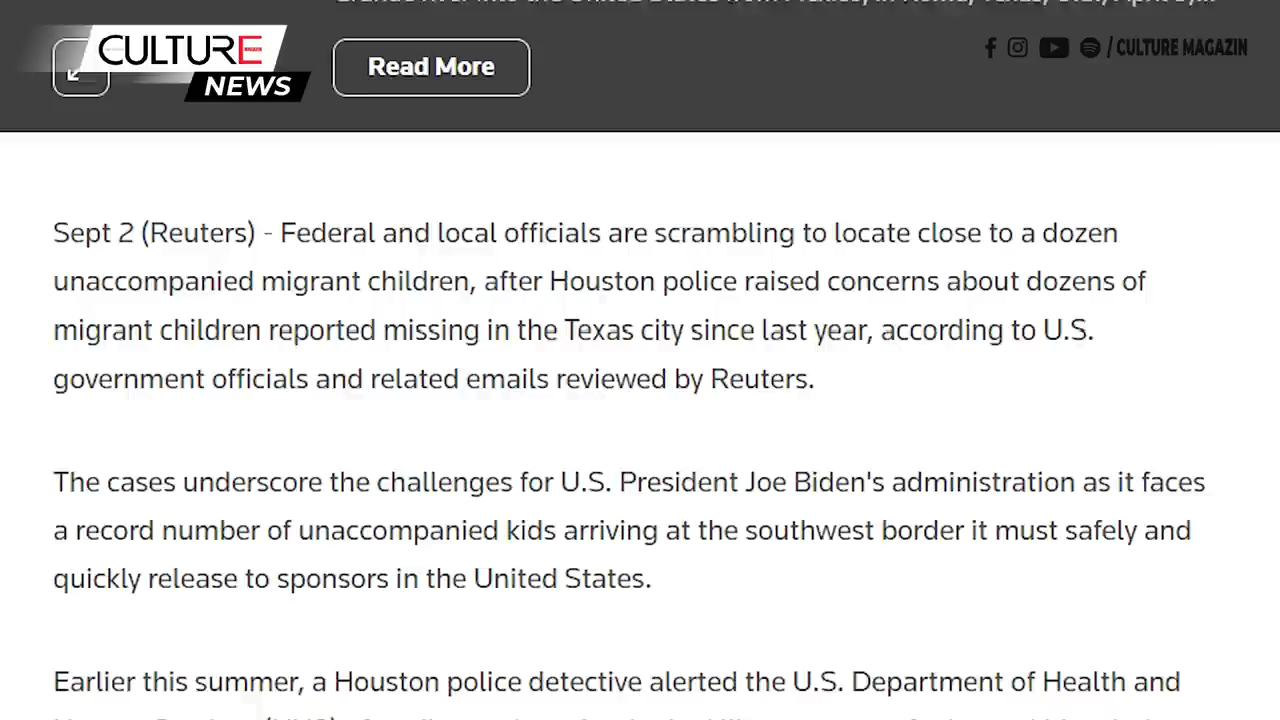 CULTURE
NEWS
Read More
/ CULTURE MAGAZIN
Sept 2 (Reuters) - Federal and local officials are scrambling to locate close to a dozen
unaccompanied migrant children, after Houston police raised concerns about dozens of
migrant children reported missing in the Texas city since last year, according to U.S.
government officials and related emails reviewed by Reuters.
The cases underscore the challenges for U.S. President Joe Biden's administration as it faces
a record number of unaccompanied kids arriving at the southwest border it must safely and
quickly release to sponsors in the United States.
Earlier this summer, a Houston police detective alerted the U.S. Department of Health and